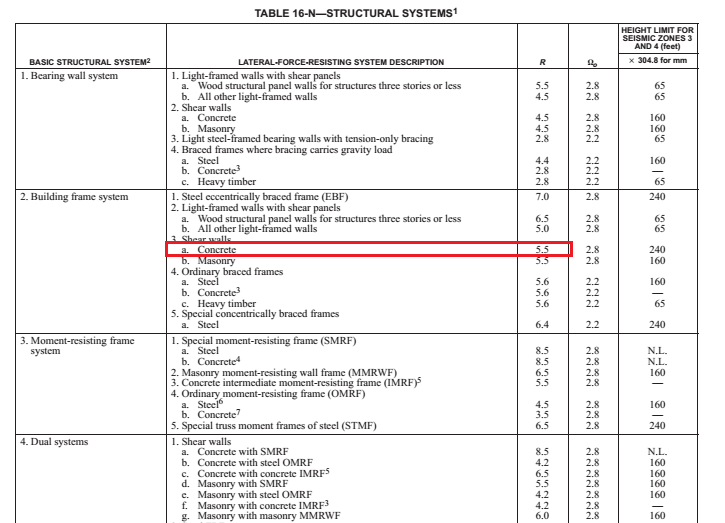 TABLE 16-N—STRUCTURAL SYSTEMS1
BASIC STRUCTURAL SYSTEM2 LATERAL-FORCE-RESISTING SYSTEM DESCRIPTION R Ωo HEIGHT LIMIT FOR SEISMIC ZONES 3 AND 4 (feet) × 304.8 for mm
1. Bearing wall system 1. Light-framed walls with shear panels
a. Wood structural panel walls for structures three stories or less 5.5 2.8 65
b. All other light-framed walls 4.5 2.8 65
2. Shear walls
a. Concrete 4.5 2.8 160
b. Masonry 4.5 2.8 160
3. Light steel-framed bearing walls with tension-only bracing 2.8 2.2 65
4. Braced frames where bracing carries gravity load
a. Steel 4.4 2.2 160
b. Concrete3 2.8 2.2 —
c. Heavy timber 2.8 2.2 65
2. Building frame system 1. Steel eccentrically braced frame (EBF) 7.0 2.8 240
2. Light-framed walls with shear panels
a. Wood structural panel walls for structures three stories or less 6.5 2.8 65
b. All other light-framed walls 5.0 2.8 65
3. Shear walls
a. Concrete 5.5 2.8 240
b. Masonry 5.5 2.8 160
4. Ordinary braced frames
a. Steel 5.6 2.2 160
b. Concrete3 5.6 2.2 —
c. Heavy timber 5.6 2.2 65
5. Special concentrically braced frames
a. Steel 6.4 2.2 240
3. Moment-resisting frame system 1. Special moment-resisting frame (SMRF)
a. Steel 8.5 2.8 N.L.
b. Concrete4 8.5 2.8 N.L.
2. Masonry moment-resisting wall frame (MMRWF) 6.5 2.8 160
3. Concrete intermediate moment-resisting frame (IMRF)5 5.5 2.8 —
4. Ordinary moment-resisting frame (OMRF)
a. Steel6 4.5 2.8 160
b. Concrete7 3.5 2.8 —
5. Special truss moment frames of steel (STMF) 6.5 2.8 240
4. Dual systems 1. Shear walls
a. Concrete with SMRF 8.5 2.8 N.L.
b. Concrete with steel OMRF 4.2 2.8 160
c. Concrete with concrete IMRF5 6.5 2.8 160
d. Masonry with SMRF 5.5 2.8 160
e. Masonry with steel OMRF 4.2 2.8 160
f. Masonry with concrete IMRF3 4.2 2.8 —
g. Masonry with masonry MMRWF 6.0 2.8 160